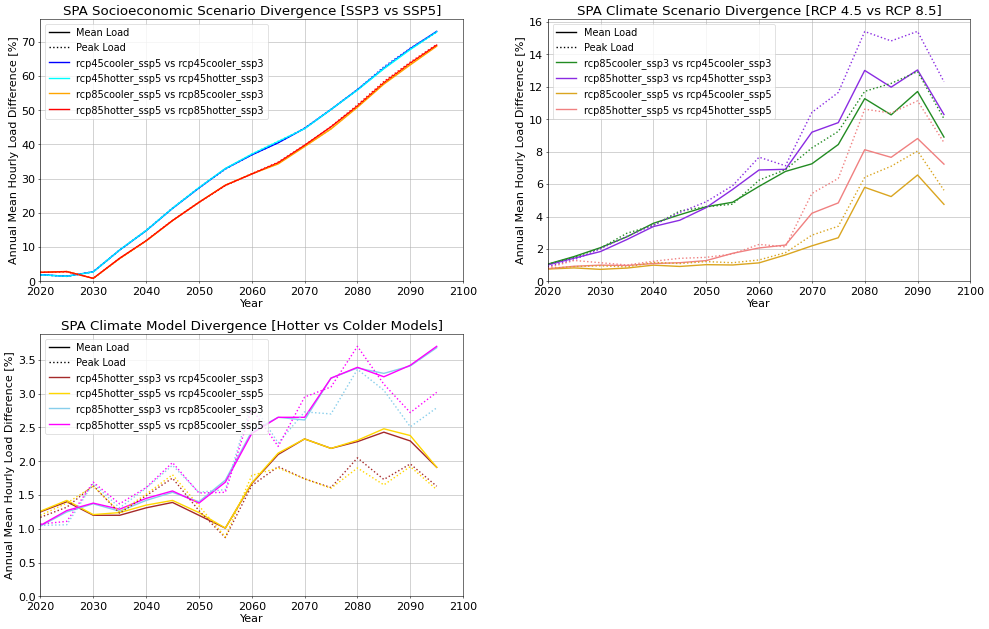 SPA Socioeconomic Scenario Divergence [SSP3 vs SSP5]
Annual Mean Hourly Load Difference [%]
70
60
50
40
30
20
10
0
Mean Load
Peak Load
rcp45cooler_ssp5 vs rcp45cooler_ssp3
rcp45hotter_ssp5 vs rcp45hotter_ssp3
rcp85cooler_ssp5 vs rcp85cooler_ssp3
rcp85hotter_ssp5 vs rcp85hotter_ssp3
2020 2030 2040 2050 2060 2070 2080 2090 2100
Year
SPA Climate Scenario Divergence [RCP 4.5 vs RCP 8.5]
Annual Mean Hourly Load Difference [%]
16
14
12
10
8
6
4
2
0
Mean Load
Peak Load
rcp85cooler_ssp3 vs rcp45cooler_ssp3
rcp85hotter_ssp3 vs rcp45hotter_ssp3
rcp85cooler_ssp5 vs rcp45cooler_ssp5
rcp85hotter_ssp5 vs rcp45hotter_ssp5
2020 2030 2040 2050 2060 2070 2080 2090 2100
Year
SPA Climate Model Divergence [Hotter vs Colder Models]
Annual Mean Hourly Load Difference [%]
3.5
3.0
2.5
2.0
1.5
1.0
0.5
0.0
Mean Load
Peak Load
rcp45hotter_ssp3 vs rcp45cooler_ssp3
rcp45hotter_ssp5 vs rcp45cooler_ssp5
rcp85hotter_ssp3 vs rcp85cooler_ssp3
rcp85hotter_ssp5 vs rcp85cooler_ssp5
2020 2030 2040 2050 2060 2070 2080 2090 2100
Year